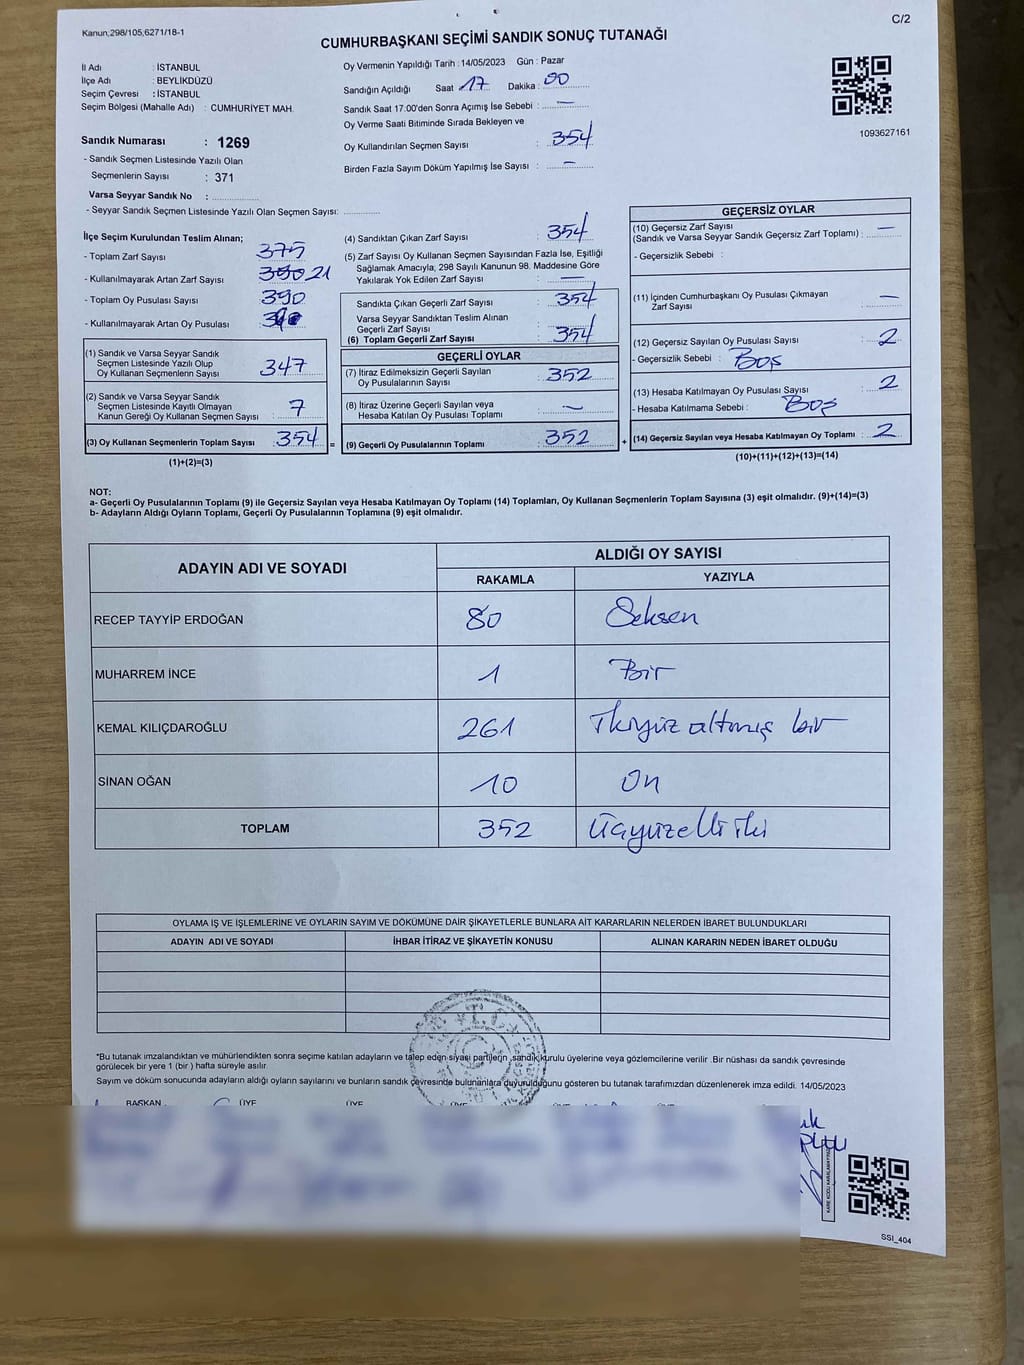 Kanun,298/105,6271/18-1
C/2
CUMHURBAŞKANI SEÇİMİ SANDIK SONUÇ TUTANAĞI
İl Adı : İSTANBUL
İlçe Adı : BEYLİKDÜZÜ
Seçim Çevresi : İSTANBUL
Seçim Bölgesi (Mahalle Adı) : CUMHURİYET MAH.
Oy Vermenin Yapıldığı Tarih : 14/05/2023 Gün : Pazar
Sandığın Açıldığı Saat 17 Dakika : 00
Sandık Saat 17:00'den Sonra Açımış İse Sebebi : —
Oy Verme Saati Bitiminde Sırada Bekleyen ve
Oy Kullandırılan Seçmen Sayısı : 354
Birden Fazla Sayım Döküm Yapılmış İse Sayısı : —
1093627161
Sandık Numarası : 1269
- Sandık Seçmen Listesinde Yazılı Olan
Seçmenlerin Sayısı : 371
Varsa Seyyar Sandık No :
- Seyyar Sandık Seçmen Listesinde Yazılı Olan Seçmen Sayısı:
İlçe Seçim Kurulundan Teslim Alınan;
- Toplam Zarf Sayısı 375
- Kullanılmayarak Artan Zarf Sayısı 21
- Toplam Oy Pusulası Sayısı 390
- Kullanılmayarak Artan Oy Pusulası
(1) Sandık ve Varsa Seyyar Sandık
Seçmen Listesinde Yazılı Olup
Oy Kullanan Seçmenlerin Sayısı : 347
(2) Sandık ve Varsa Seyyar Sandık
Seçmen Listesinde Kayıtlı Olmayan
Kanun Gereği Oy Kullanan Seçmen Sayısı : 7
(3) Oy Kullanan Seçmenlerin Toplam Sayısı : 354 =
(1)+(2)=(3)
(4) Sandıktan Çıkan Zarf Sayısı : 354
(5) Zarf Sayısı Oy Kullanan Seçmen Sayısından Fazla İse, Eşitliği
Sağlamak Amacıyla; 298 Sayılı Kanunun 98. Maddesine Göre
Yakılarak Yok Edilen Zarf Sayısı : —
Sandıkta Çıkan Geçerli Zarf Sayısı : 354
Varsa Seyyar Sandıktan Teslim Alınan
Geçerli Zarf Sayısı :
(6) Toplam Geçerli Zarf Sayısı : 354
GEÇERLİ OYLAR
(7) İtiraz Edilmeksizin Geçerli Sayılan
Oy Pusulalarının Sayısı : 352
(8) İtiraz Üzerine Geçerli Sayılan veya
Hesaba Katılan Oy Pusulası Toplamı : —
(9) Geçerli Oy Pusulalarının Toplamı : 352 +
GEÇERSİZ OYLAR
(10) Geçersiz Zarf Sayısı
(Sandık ve Varsa Seyyar Sandık Geçersiz Zarf Toplamı) : —
- Geçersizlik Sebebi :
(11) İçinden Cumhurbaşkanı Oy Pusulası Çıkmayan
Zarf Sayısı : —
(12) Geçersiz Sayılan Oy Pusulası Sayısı : 2
- Geçersizlik Sebebi : Boş
(13) Hesaba Katılmayan Oy Pusulası Sayısı : 2
- Hesaba Katılmama Sebebi : Boş
(14) Geçersiz Sayılan veya Hesaba Katılmayan Oy Toplamı : 2
(10)+(11)+(12)+(13)=(14)
NOT:
a- Geçerli Oy Pusulalarının Toplamı (9) ile Geçersiz Sayılan veya Hesaba Katılmayan Oy Toplamı (14) Toplamları, Oy Kullanan Seçmenlerin Toplam Sayısına (3) eşit olmalıdır. (9)+(14)=(3)
b- Adayların Aldığı Oyların Toplamı, Geçerli Oy Pusulalarının Toplamına (9) eşit olmalıdır.
ADAYIN ADI VE SOYADI
ALDIĞI OY SAYISI
RAKAMLA YAZIYLA
RECEP TAYYİP ERDOĞAN 80 Seksen
MUHARREM İNCE 1 Bir
KEMAL KILIÇDAROĞLU 261 ikiyüz altmış bir
SİNAN OĞAN 10 On
TOPLAM 352 Üçyüzelli iki
OYLAMA İŞ VE İŞLEMLERİNE VE OYLARIN SAYIM VE DÖKÜMÜNE DAİR ŞİKAYETLERLE BUNLARA AİT KARARLARIN NELERDEN İBARET BULUNDUKLARI
ADAYIN ADI VE SOYADI İHBAR İTİRAZ VE ŞİKAYETİN KONUSU ALINAN KARARIN NEDEN İBARET OLDUĞU
T.C.
*Bu tutanak imzalandıktan ve mühürlendikten sonra seçime katılan adayların ve talep eden siyasi partilerin ,sandık kurulu üyelerine veya gözlemcilerine verilir .Bir nüshası da sandık çevresinde
görülecek bir yere 1 (bir ) hafta süreyle asılır
Sayım ve döküm sonucunda adayların aldığı oyların sayılarını ve bunların sandık çevresinde bulunanlara duyurulduğunu gösteren bu tutanak tarafımızdan düzenlenerek imza edildi. 14/05/2023
BAŞKAN ÜYE ÜYE ÜYE
SSI_404